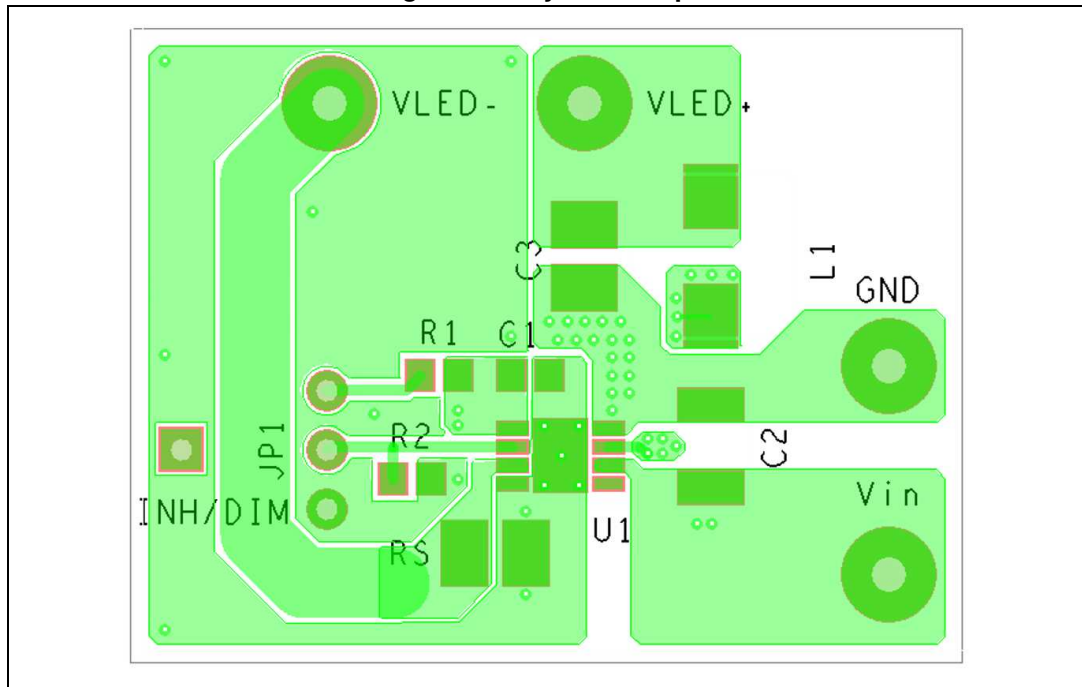 VLED-
VLED+
C3
L1
GND
R1
C1
JP1
R2
C2
INH/DIM
Vin
RS
U1